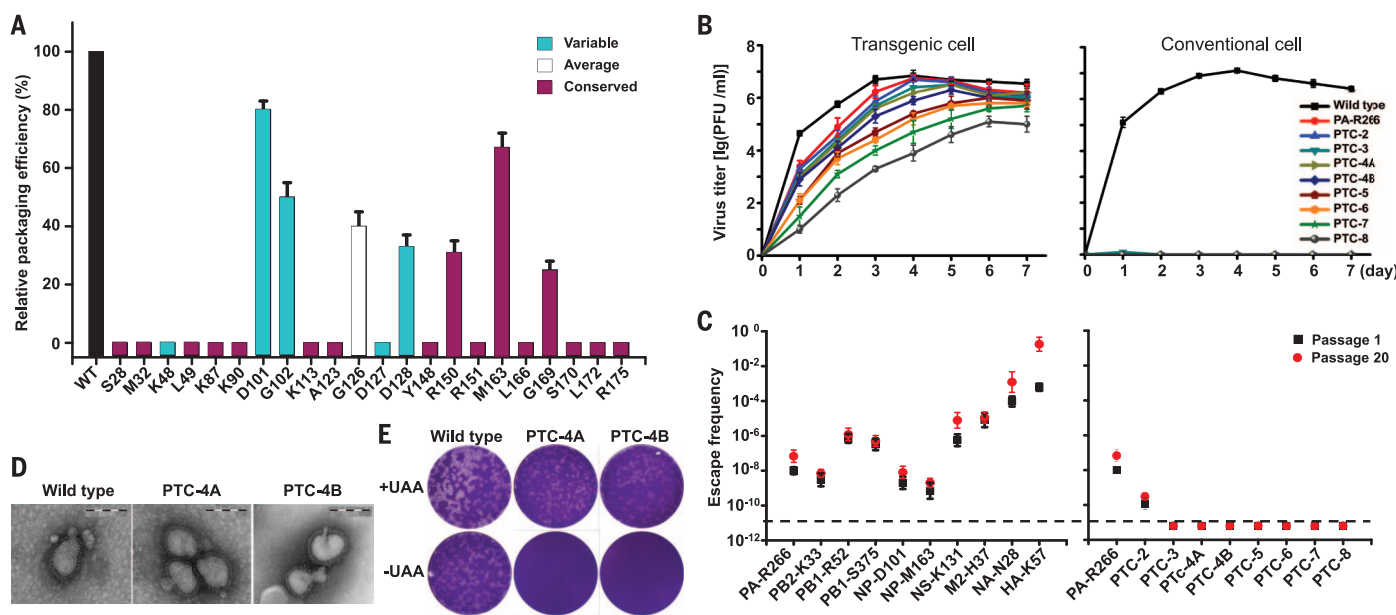 A
Relative packaging efficiency (%)
100
80
60
40
20
0
Variable
Average
Conserved
WT
S28
M32
K48
L49
K87
K90
D101
G102
K113
A123
G126
D127
D128
Y148
R150
R151
M163
L166
G169
S170
L172
R175
B
Transgenic cell
Conventional cell
Virus titer [lg(PFU /ml)]
8
6
4
2
0
0 1 2 3 4 5 6 7
0 1 2 3 4 5 6 7 (day)
Wild type
PA-R266
PTC-2
PTC-3
PTC-4A
PTC-4B
PTC-5
PTC-6
PTC-7
PTC-8
C
Escape frequency
10 0
10 -2
10 -4
10 -6
10 -8
10 -10
10 -12
Passage 1
Passage 20
PA-R266
PB2-K33
PB1-R52
PB1-S375
NP-D101
NP-M163
NS-K131
M2-H37
NA-N28
HA-K57
PA-R266
PTC-2
PTC-3
PTc-4A
PTC-4B
PTC-5
PTC-6
PTC-7
PTC-8
D
Wild type
PTC-4A
PTC-4B
E
Wild type
PTC-4A
PTC-4B
+UAA
-UAA